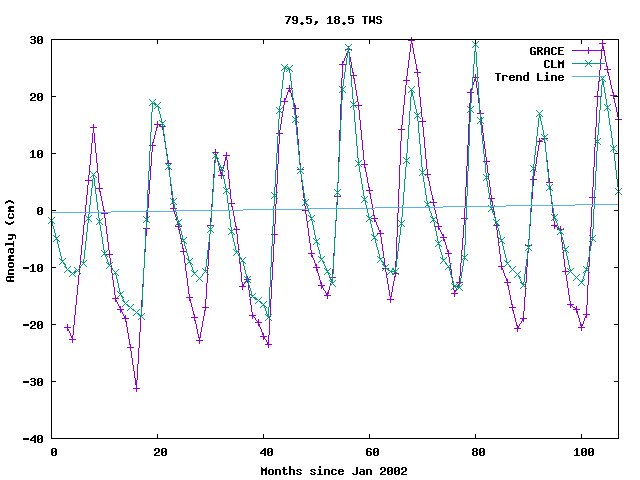 79.5, 18.5 TWS
GRACE
CLM
Trend Line
30
20
10
0
-10
-20
-30
-40
Anomaly (cm)
0 20 40 60 80 100
Months since Jan 2002